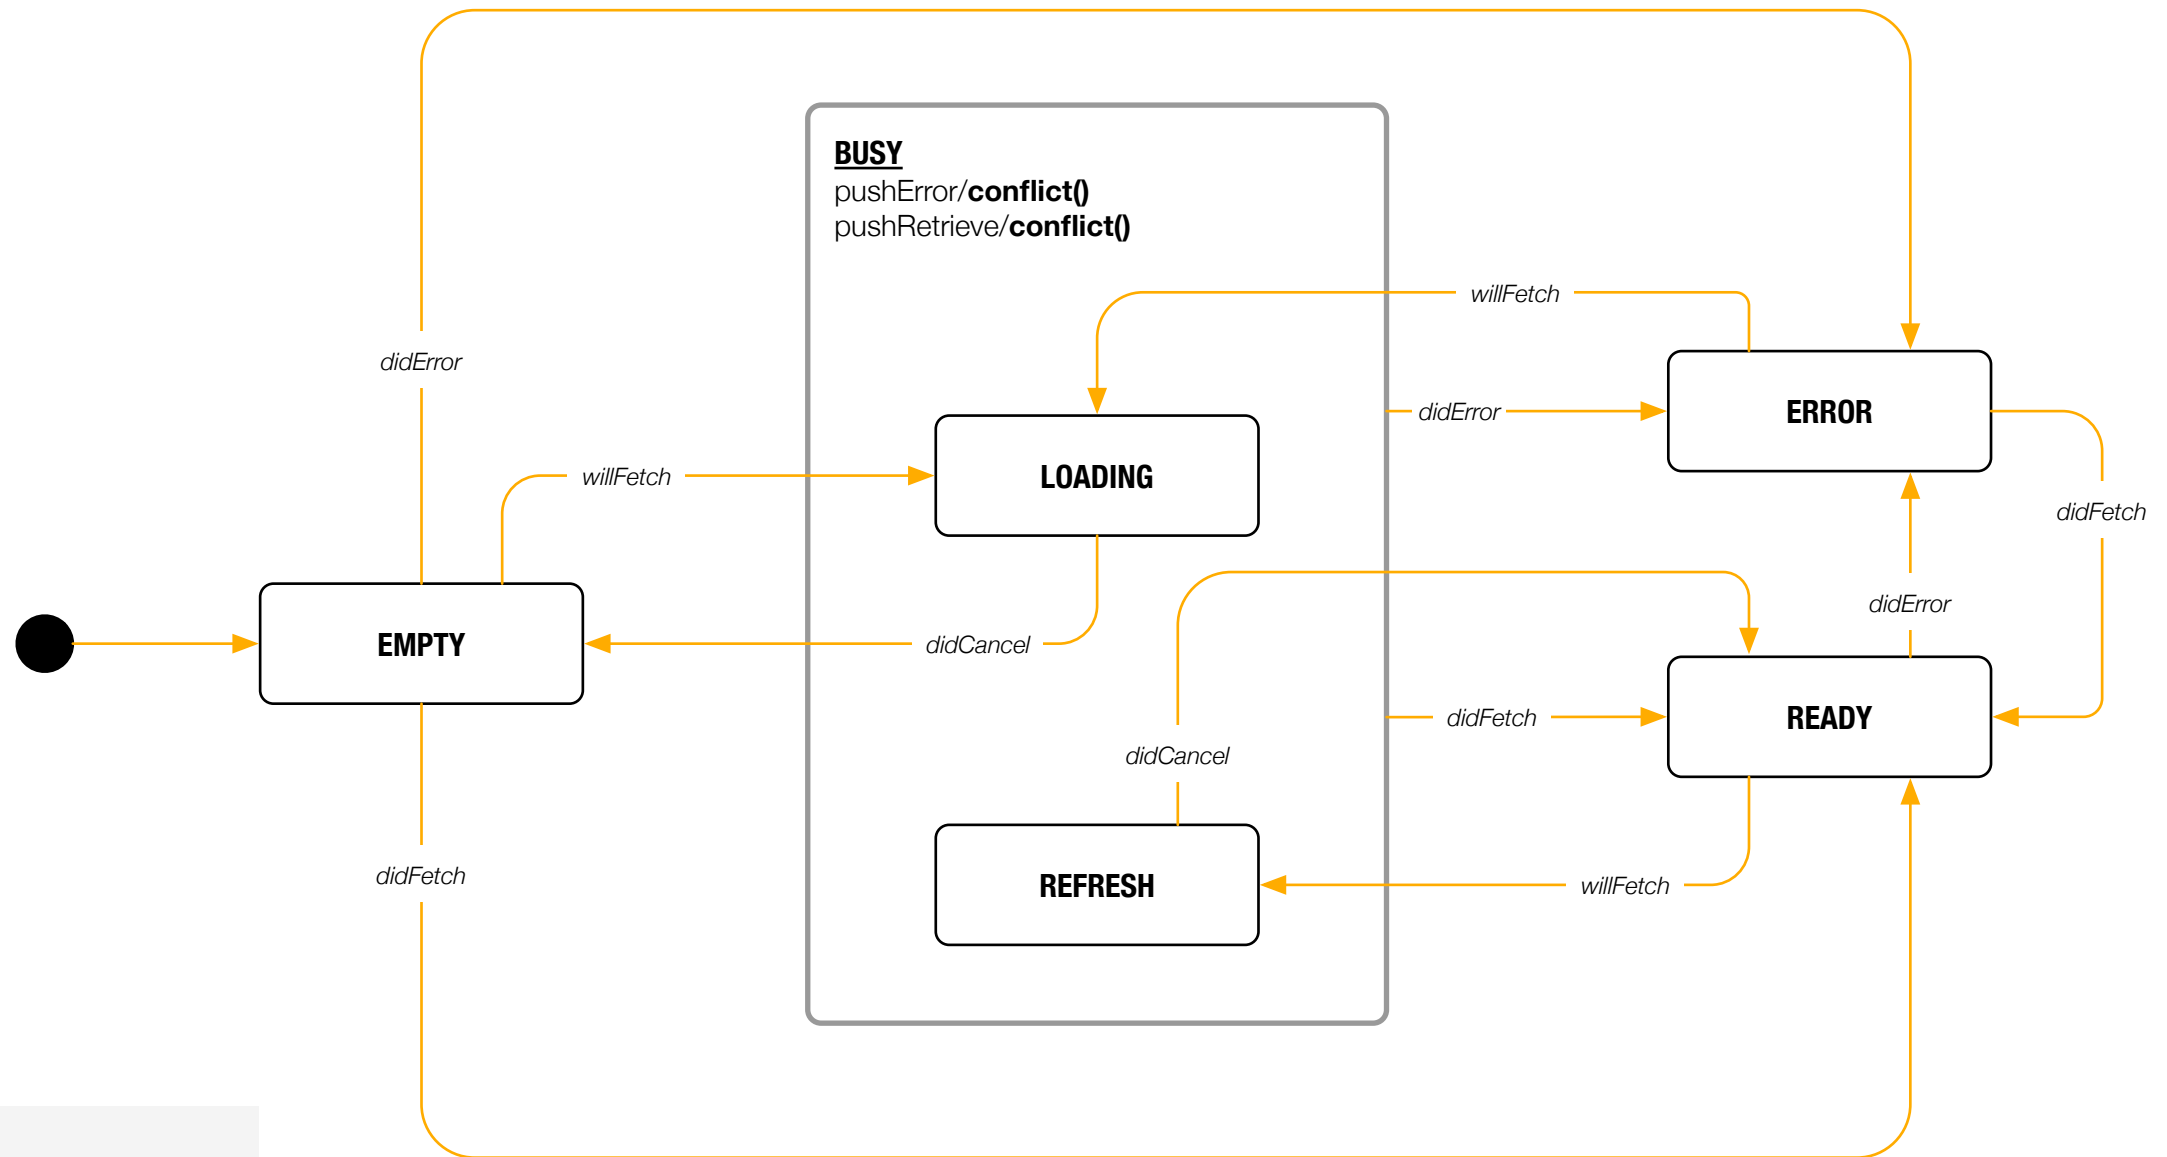 BUSY
pushError/conflict()
pushRetrieve/conflict()
willFetch
didError
didError
ERROR
LOADING
willFetch
didFetch
didError
EMPTY
didCancel
didFetch
READY
didCancel
didFetch
REFRESH
willFetch